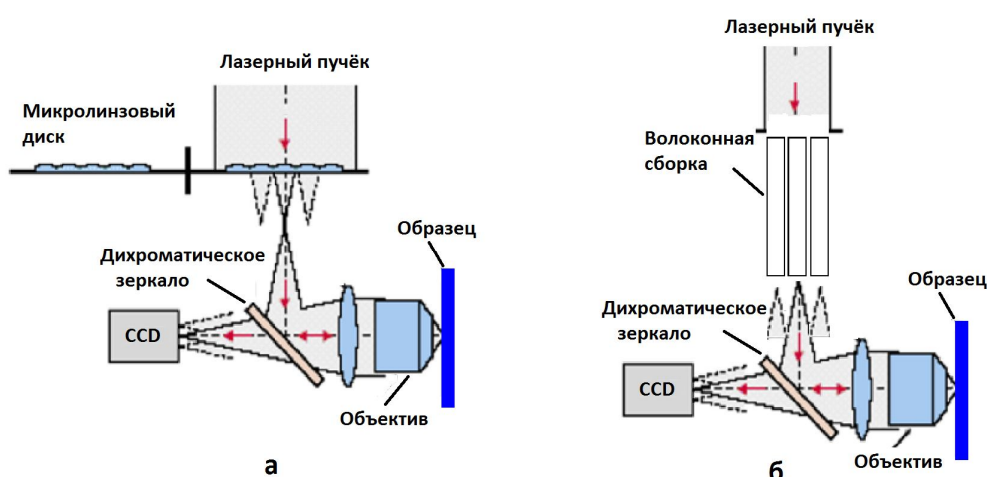 Лазерный пучёк
Микролинзовый
диск
Образец
Дихроматическое
зеркало
CCD
Объектив
а
Лазерный пучёк
Волоконная
сборка
Образец
Дихроматическое
зеркало
CCD
Объектив
б